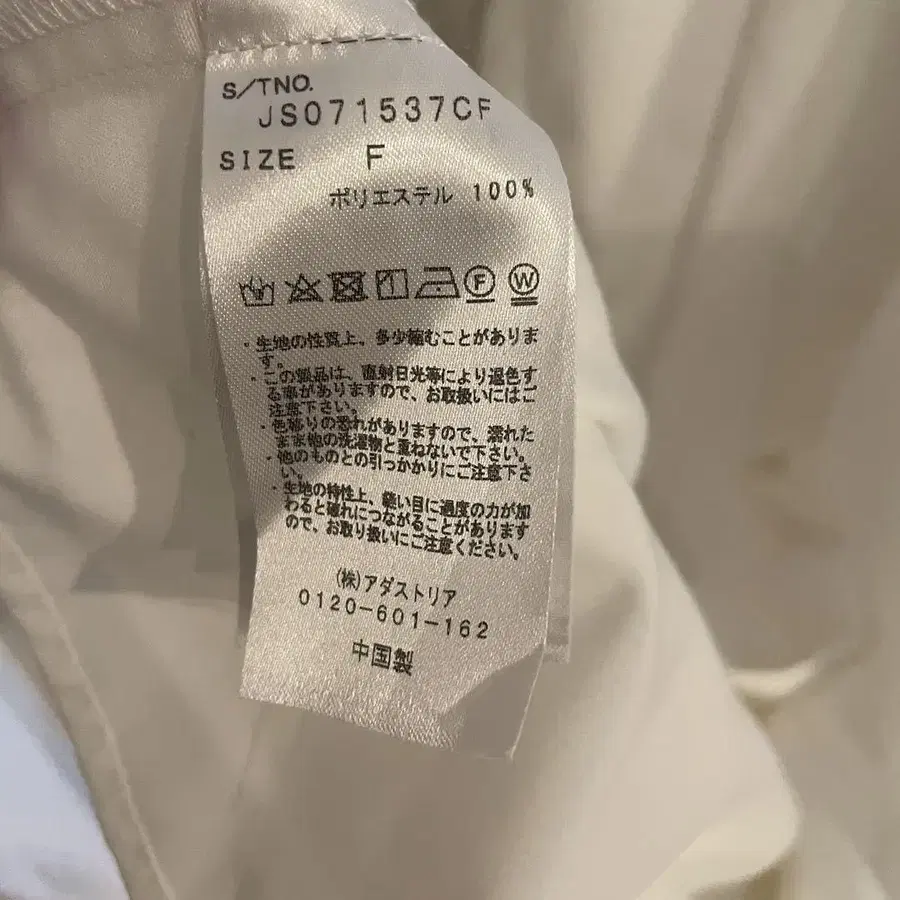 S/TNO.
JS071537CF
SIZE F
ポリエステル 100%
F W
・生地の性質上、多少縮むことがありま
す。
・この製品は、直射日光等により退色す
る事がありますので、お取扱いにはご
注意下さい。
・色移りの恐れがありますので、濡れた
まま他の洗濯物と重ねないで下さい。
・他のものとの引っかかりにご注意下さ
い。
・生地の特性上、縫い目に過度の力が加
わると破れにつながることがあります
ので、お取り扱いにご注意ください。
(株)アダストリア
0120-601-162
中国製